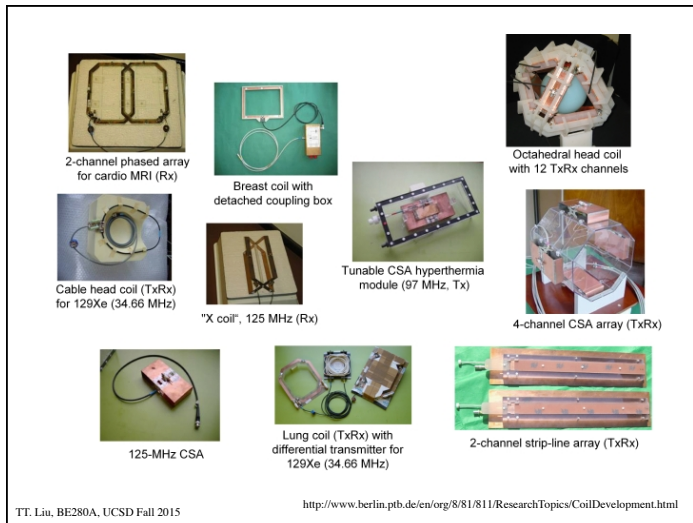 2-channel phased array
for cardio MRI (Rx)
Breast coil with
detached coupling box
Octahedral head coil
with 12 TxRx channels
Cable head coil (TxRx)
for 129Xe (34.66 MHz)
"X coil“, 125 MHz (Rx)
Tunable CSA hyperthermia
module (97 MHz, Tx)
4-channel CSA array (TxRx)
125-MHz CSA
Lung coil (TxRx) with
differential transmitter for
129Xe (34.66 MHz)
2-channel strip-line array (TxRx)
TT. Liu, BE280A, UCSD Fall 2015
http://www.berlin.ptb.de/en/org/8/81/811/ResearchTopics/CoilDevelopment.html